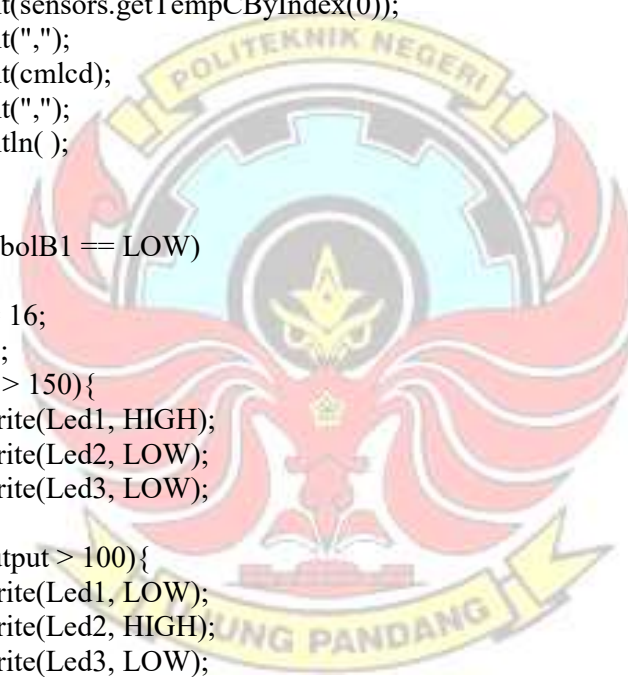 t(sensors.getTempCByIndex(0));
t(",");
t(cmlcd);
t(",");
tln( );
bolB1 == LOW)
16;
;
> 150){
rite(Led1, HIGH);
rite(Led2, LOW);
rite(Led3, LOW);
tput > 100){
rite(Led1, LOW);
rite(Led2, HIGH);
rite(Led3, LOW);
POLITEKNIK NEGERI
UJUNG PANDANG